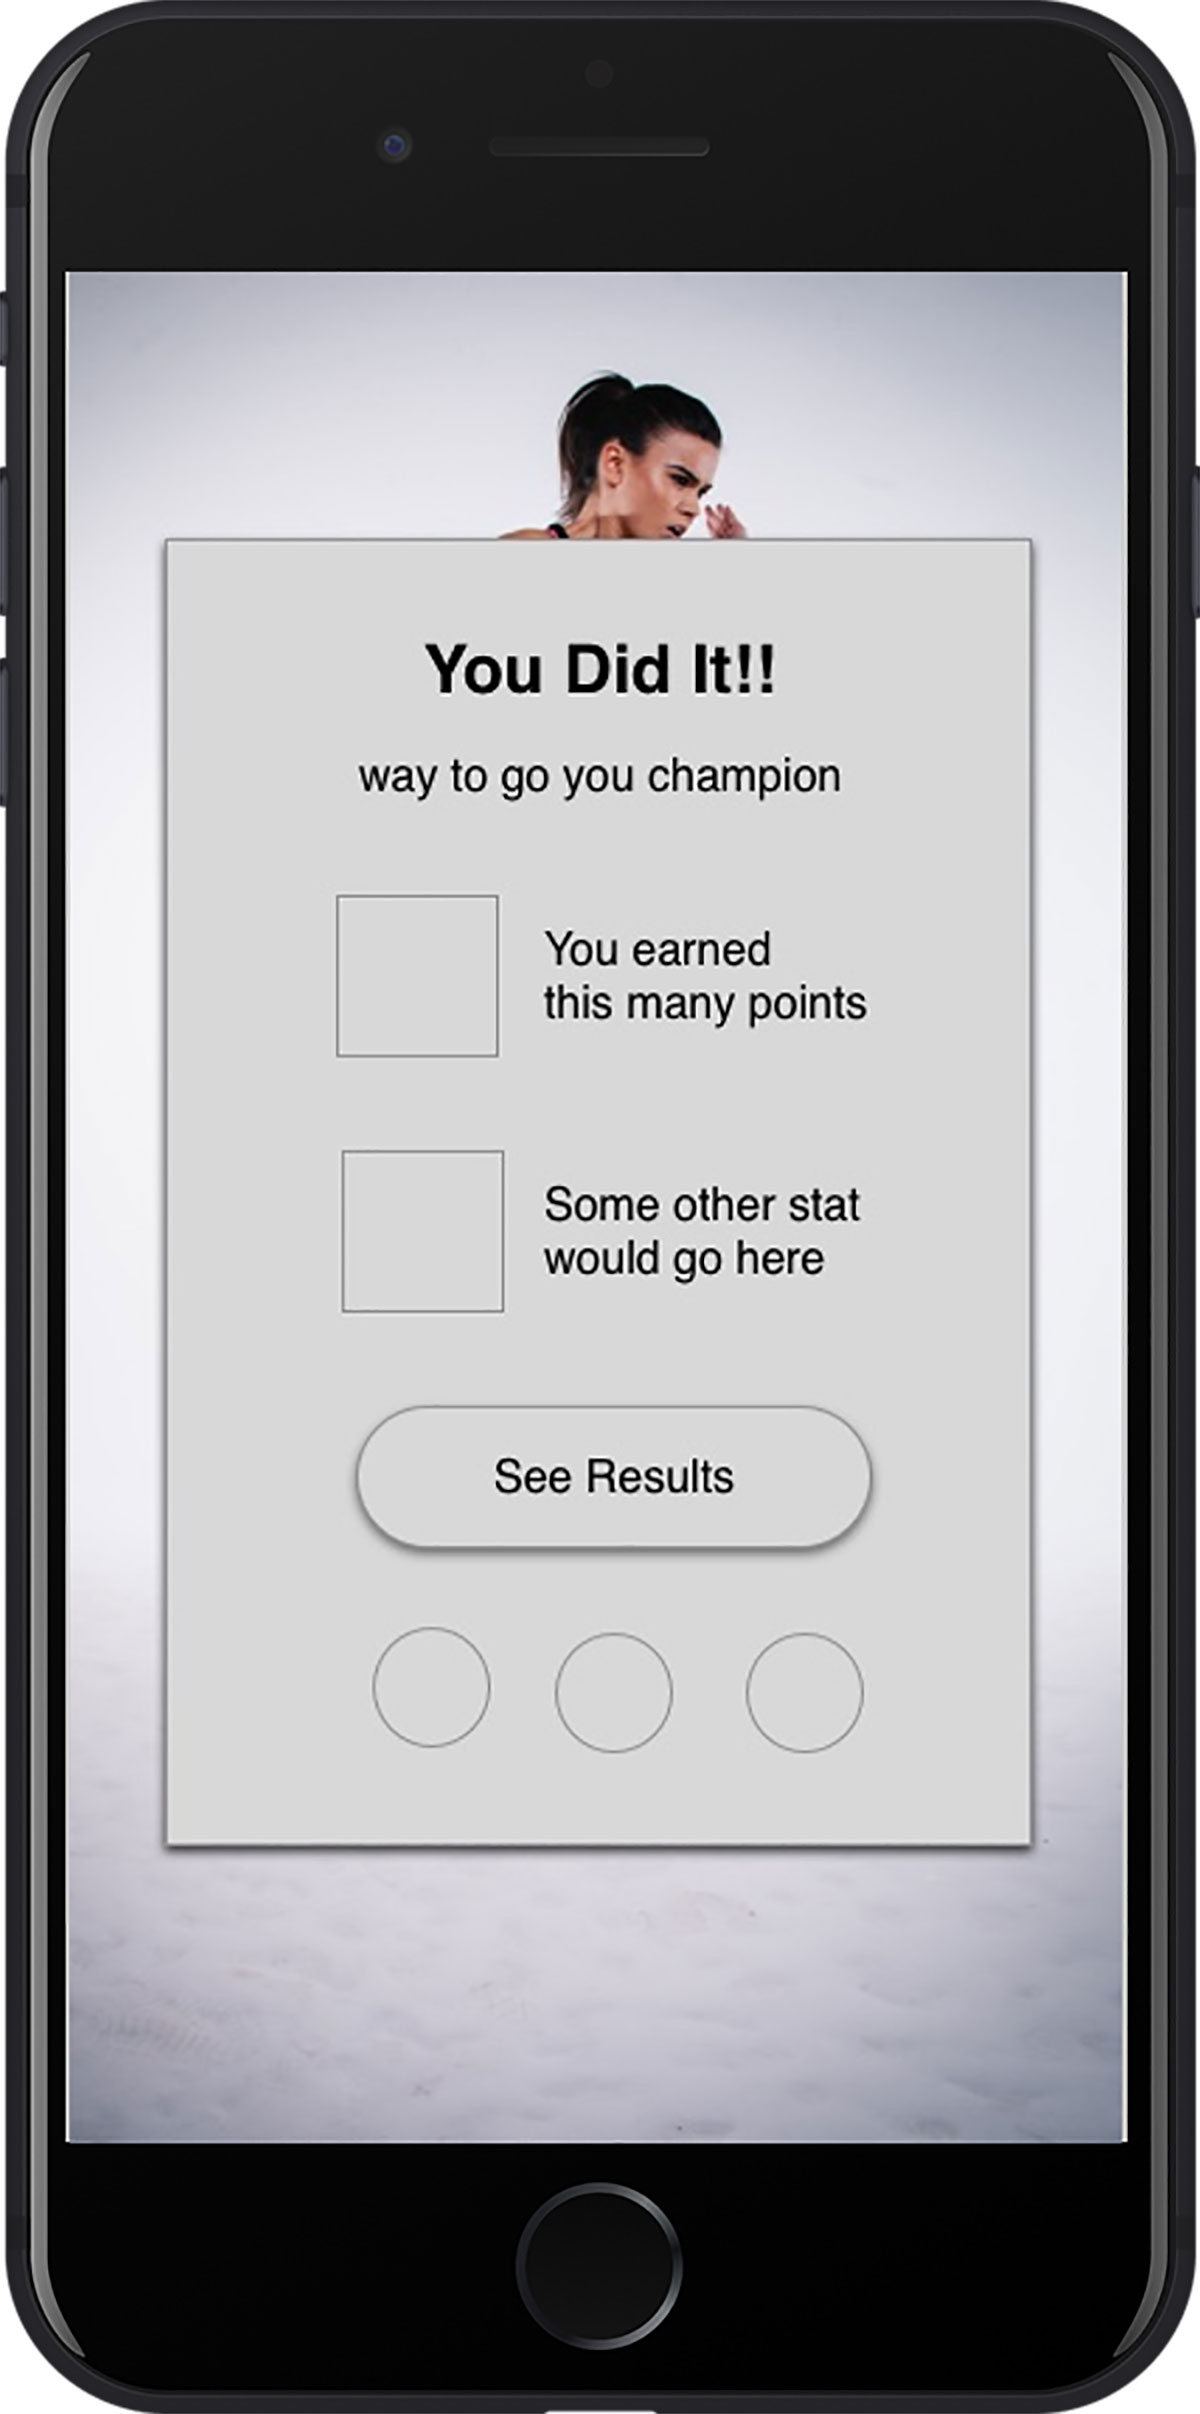 You Did It!!
way to go you champion
You earned
this many points
Some other stat
would go here
See Results